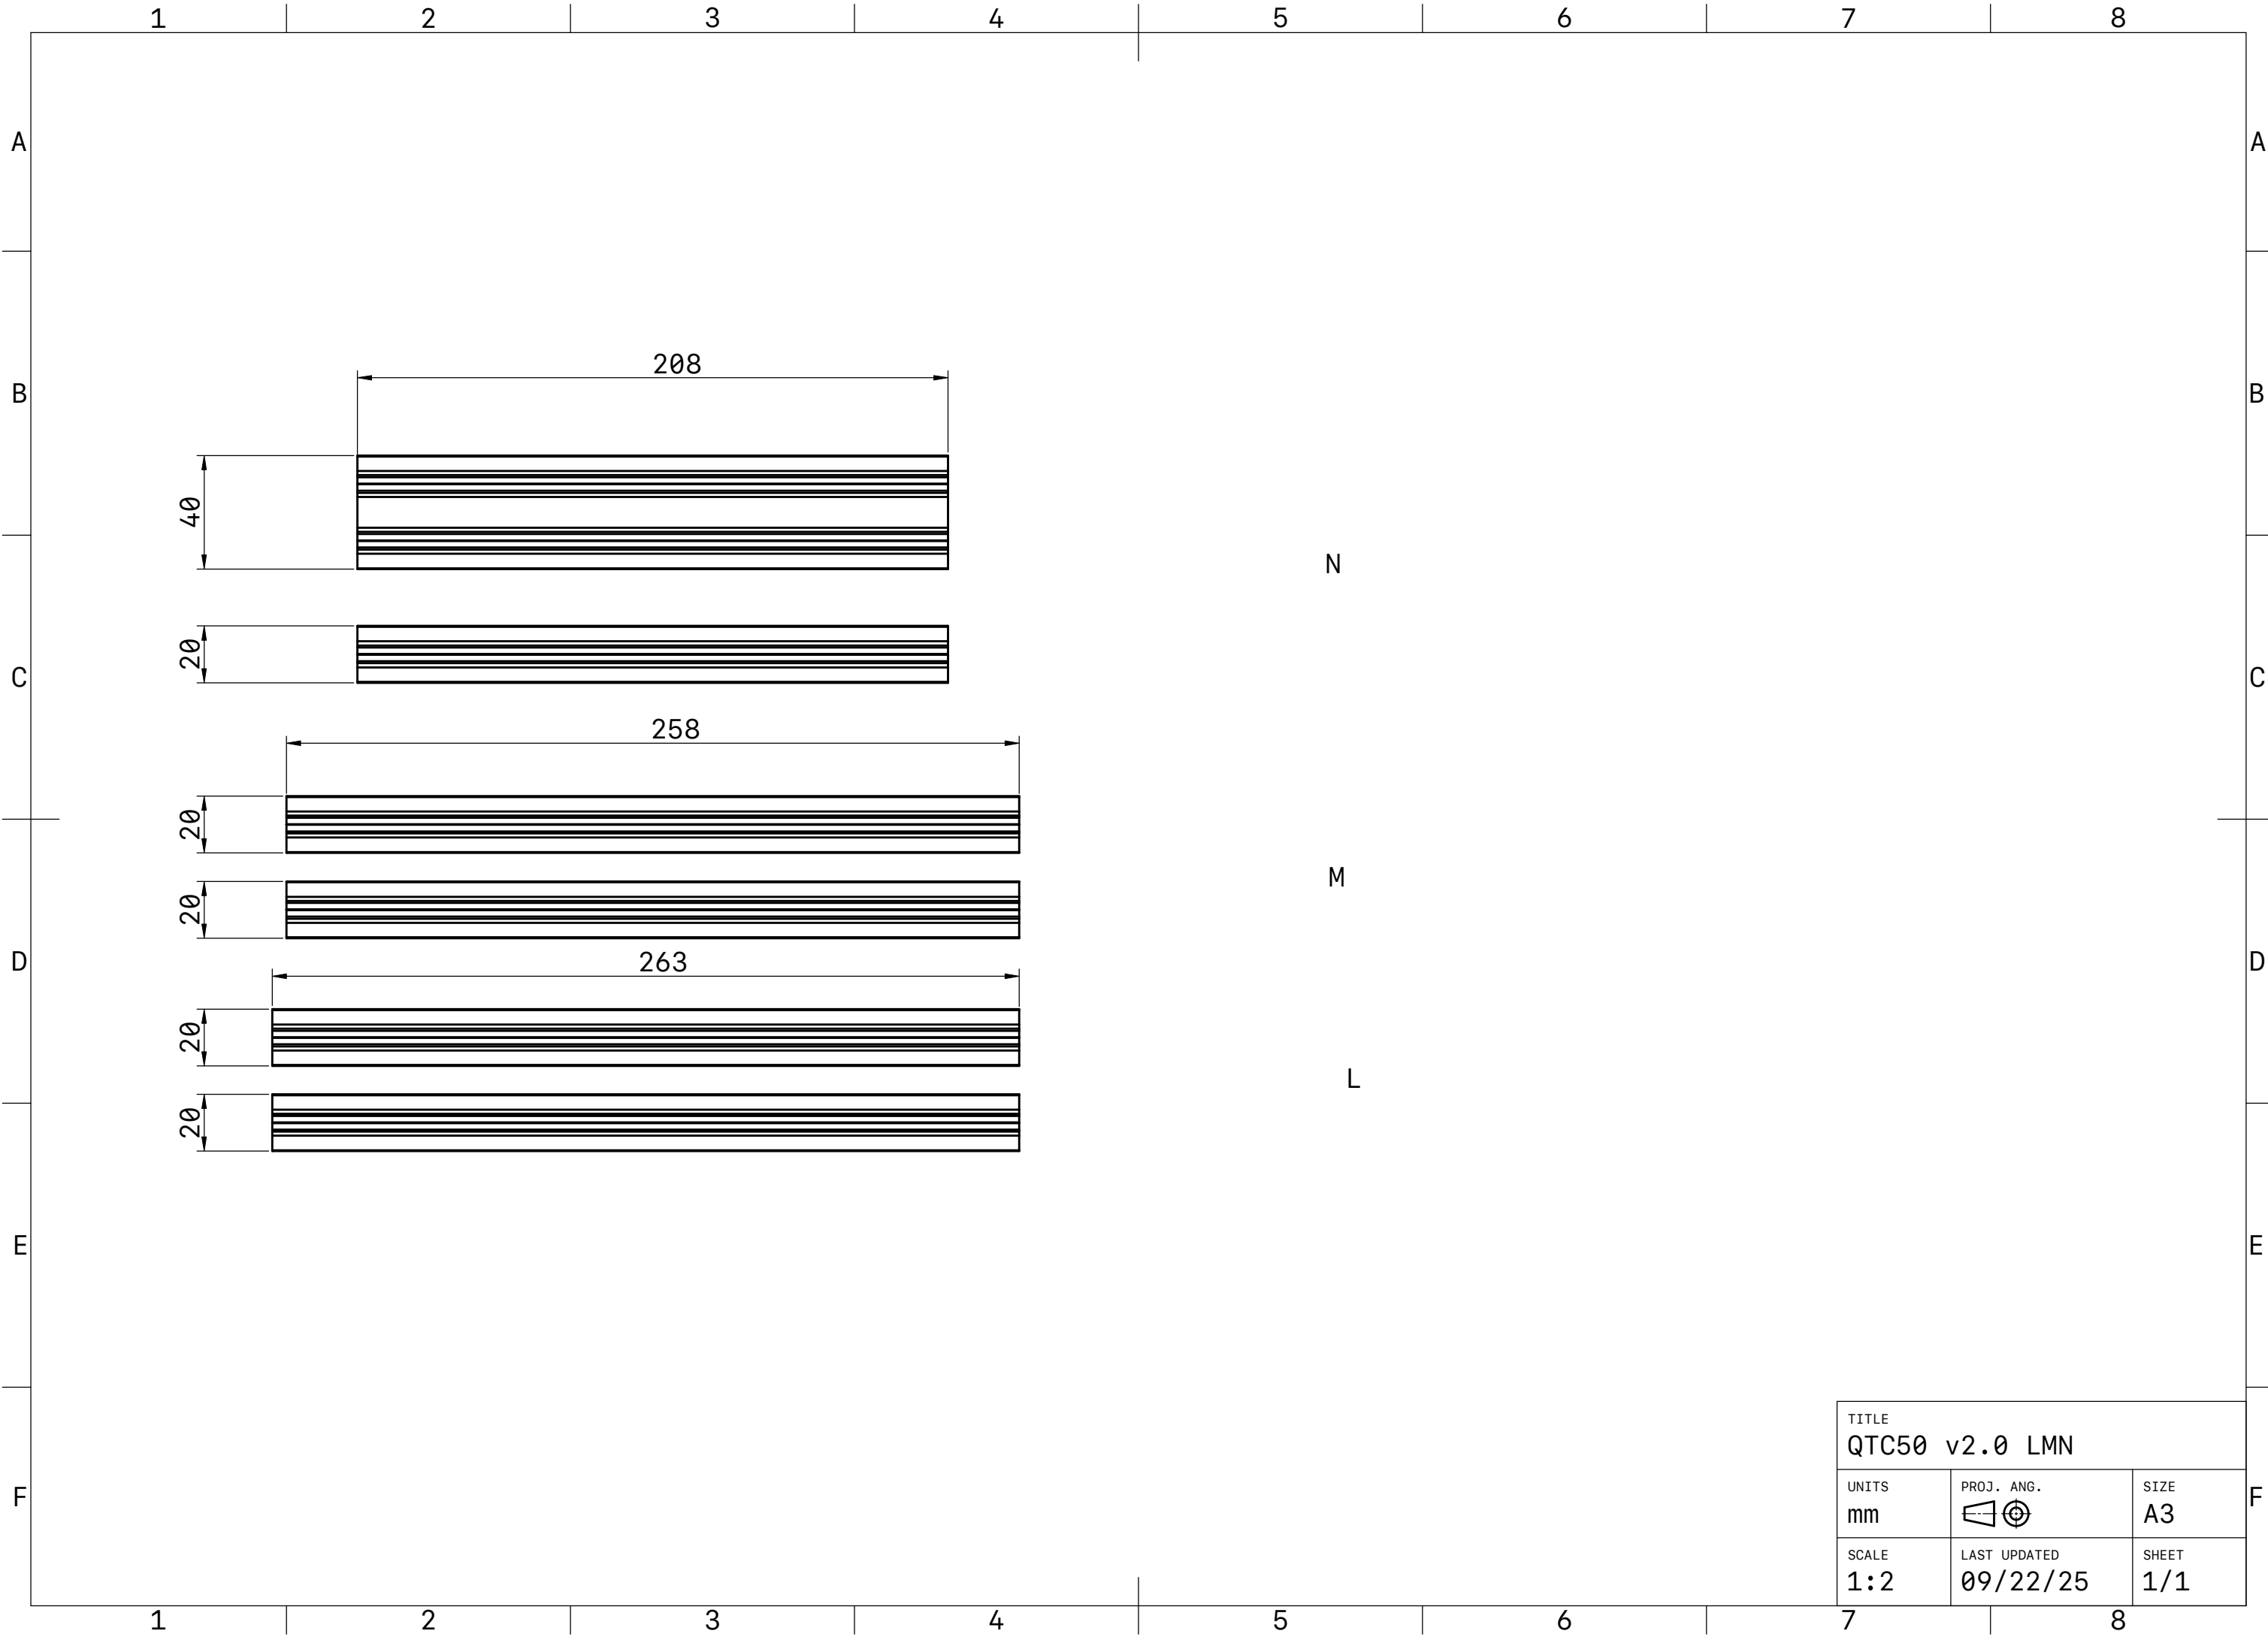 1 2 3 4 5 6 7 8
A A
208
B B
40
N
20
C C
258
20
M
20
D D
263
20
L
20
E E
TITLE
QTC50 v2.0 LMN
UNITS PROJ. ANG. SIZE
F F
mm A3
SCALE LAST UPDATED SHEET
1:2 09/22/25 1/1
1 2 3 4 5 6 7 8